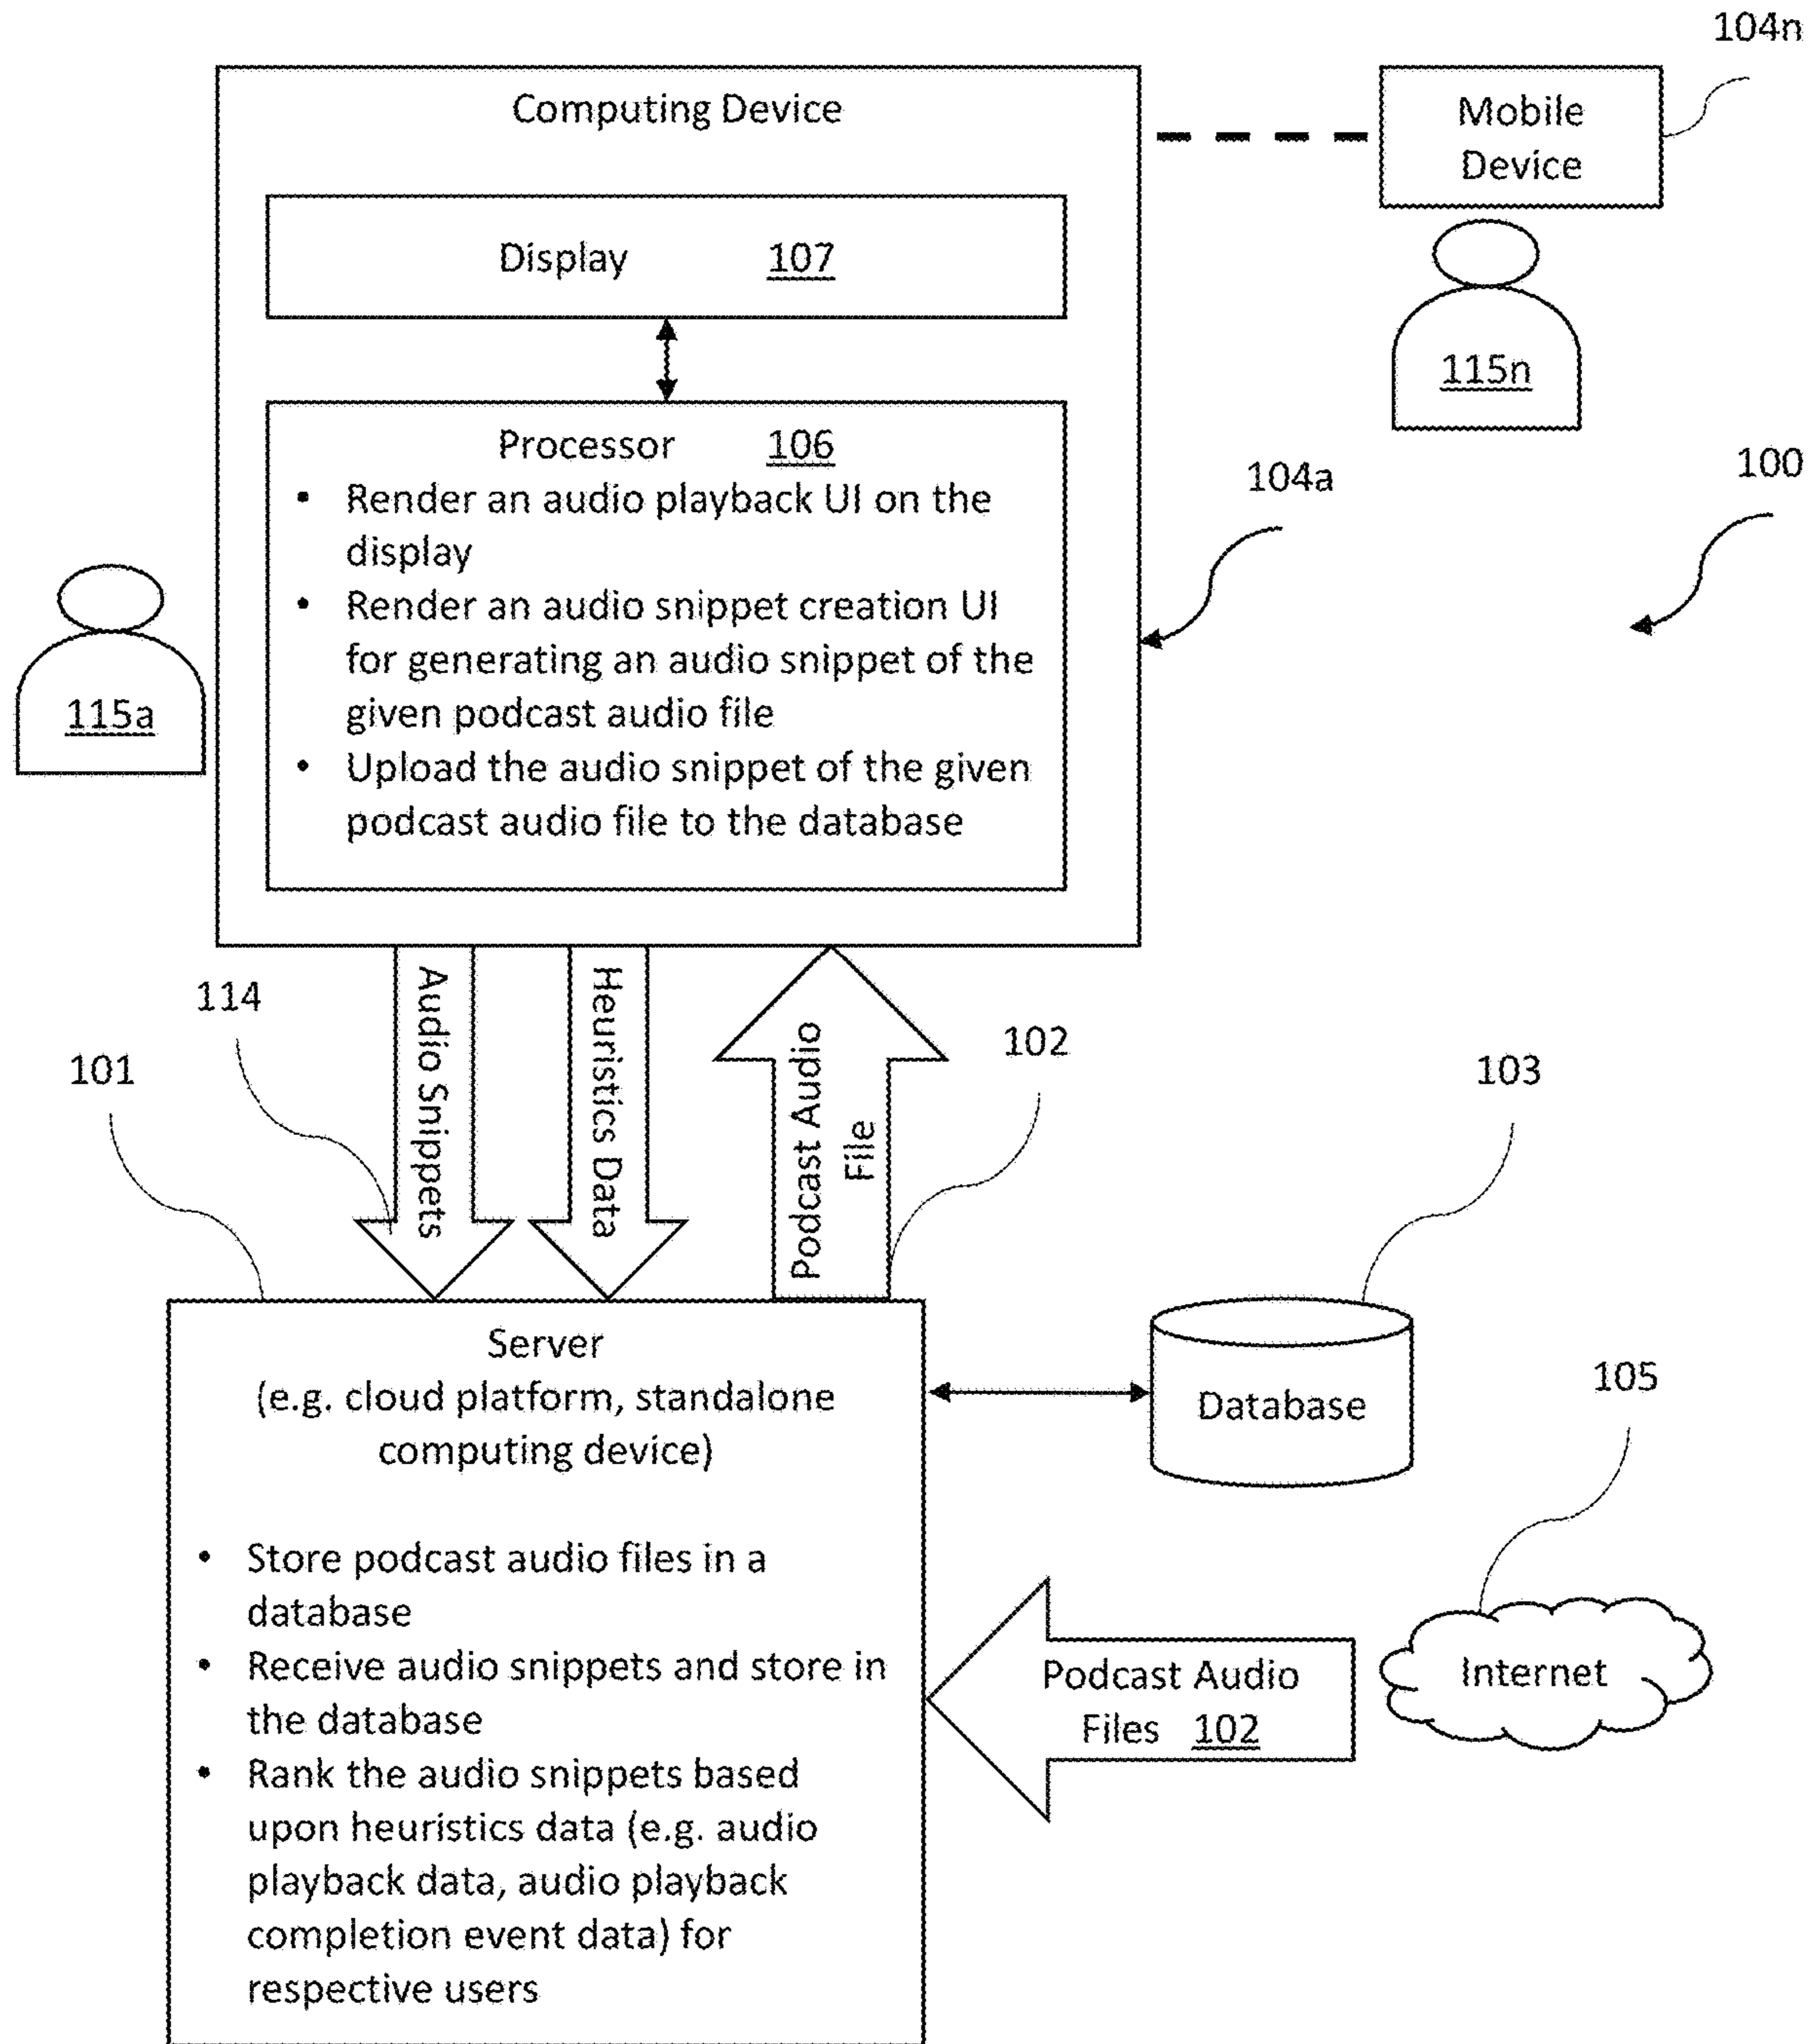 104n
Computing Device
Mobile
Device
Display 107
115n
Processor 106
• Render an audio playback UI on the
display
• Render an audio snippet creation UI
for generating an audio snippet of the
given podcast audio file
• Upload the audio snippet of the given
podcast audio file to the database
104a
100
115a
114
Audio Snippets
Heuristics Data
Podcast Audio
File
102
101
103
Server
(e.g. cloud platform, standalone
computing device)
Database
105
• Store podcast audio files in a
database
• Receive audio snippets and store in
the database
• Rank the audio snippets based
upon heuristics data (e.g. audio
playback data, audio playback
completion event data) for
respective users
Podcast Audio
Files 102
Internet